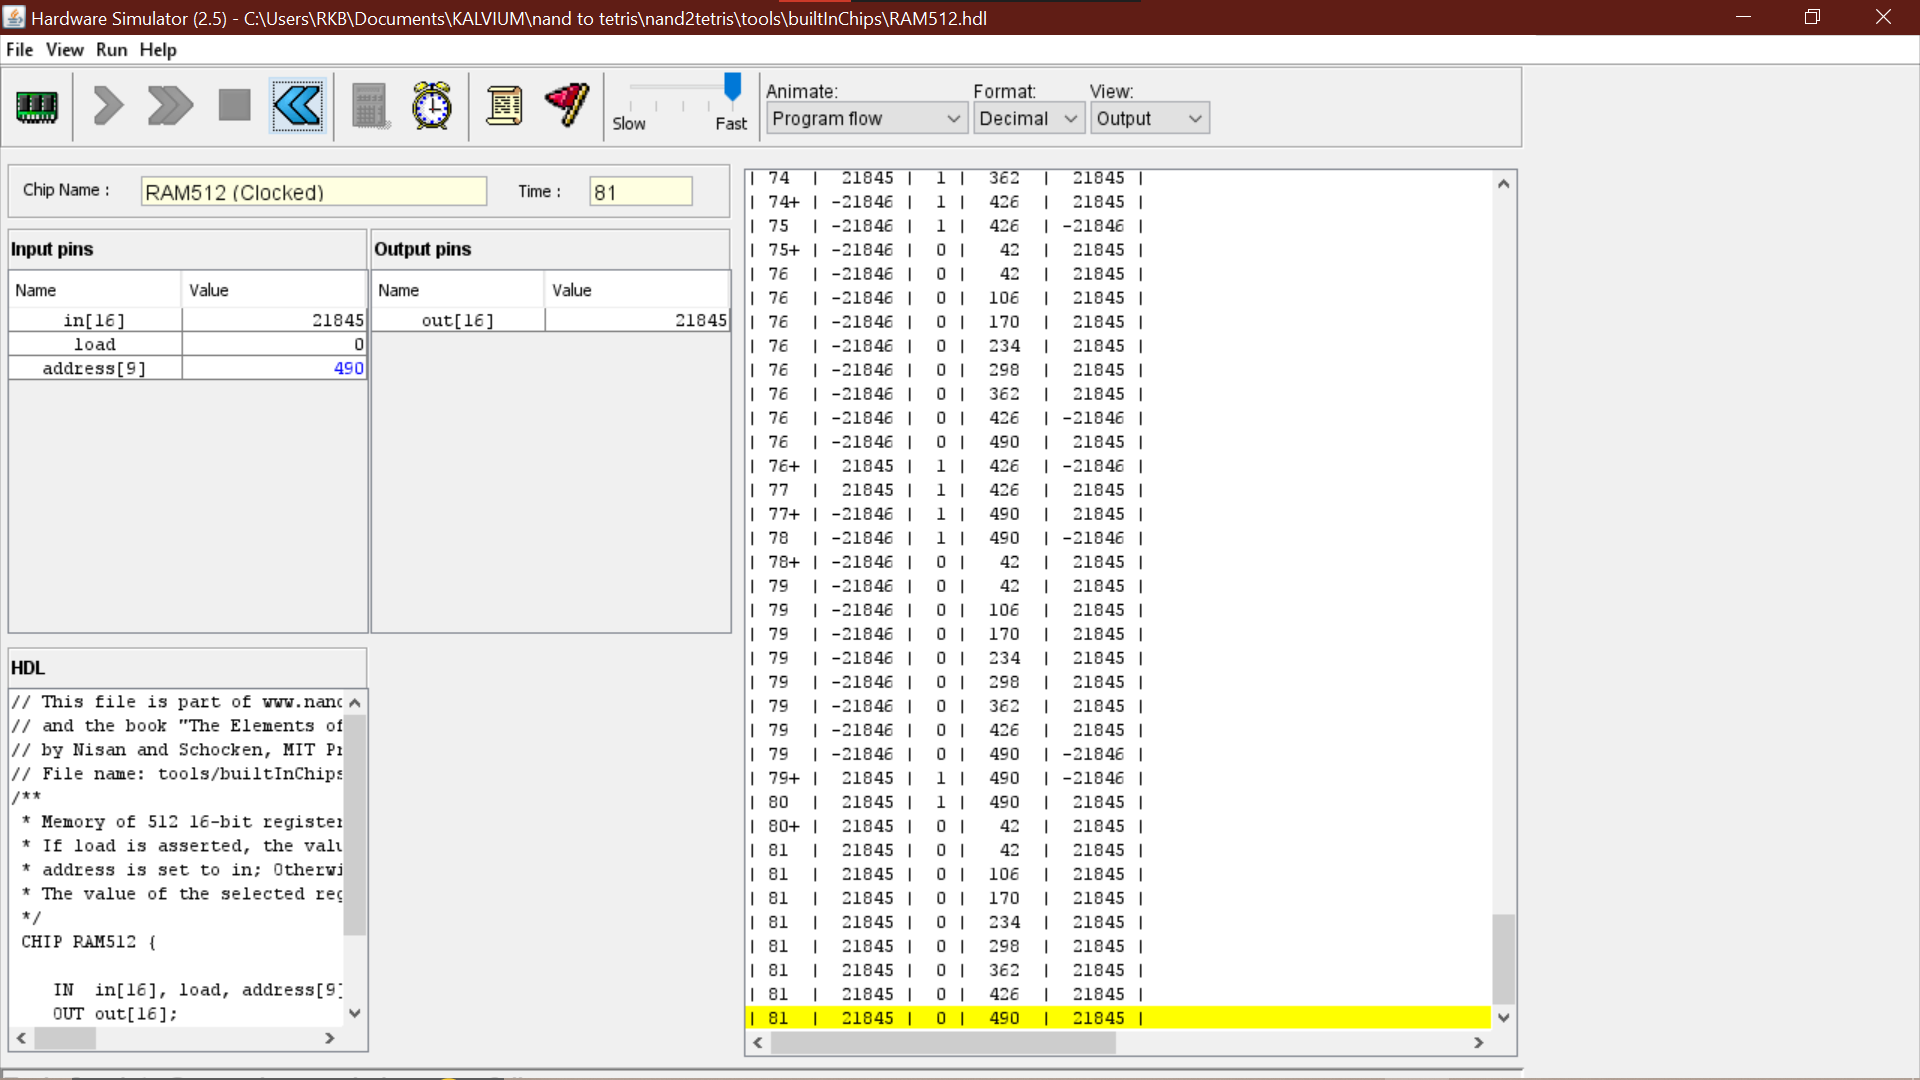 Hardware Simulator (2.5) - C:\Users\RKB\Documents\KALVIUM\nand to tetris\nand2tetris\tools\builtInChips\RAM512.hdl
File View Run Help
Slow Fast
Animate: Format: View:
Program flow Decimal Output
Chip Name : RAM512 (Clocked) Time : 81
Input pins
Name Value
in[16] 21845
load 0
address[9] 490
Output pins
Name Value
out[16] 21845
HDL
// This file is part of www.nand
// and the book "The Elements of
// by Nisan and Schocken, MIT Pr
// File name: tools/builtInChips
/**
* Memory of 512 16-bit register
* If load is asserted, the valu
* address is set to in; Otherwi
* The value of the selected reg
*/
CHIP RAM512 {
IN in[16], load, address[9]
OUT out[16];
| 74 | 21845 | 1 | 362 | 21845 |
| 74+ | -21846 | 1 | 426 | 21845 |
| 75 | -21846 | 1 | 426 | -21846 |
| 75+ | -21846 | 0 | 42 | 21845 |
| 76 | -21846 | 0 | 42 | 21845 |
| 76 | -21846 | 0 | 106 | 21845 |
| 76 | -21846 | 0 | 170 | 21845 |
| 76 | -21846 | 0 | 234 | 21845 |
| 76 | -21846 | 0 | 298 | 21845 |
| 76 | -21846 | 0 | 362 | 21845 |
| 76 | -21846 | 0 | 426 | -21846 |
| 76 | -21846 | 0 | 490 | 21845 |
| 76+ | 21845 | 1 | 426 | -21846 |
| 77 | 21845 | 1 | 426 | 21845 |
| 77+ | -21846 | 1 | 490 | 21845 |
| 78 | -21846 | 1 | 490 | -21846 |
| 78+ | -21846 | 0 | 42 | 21845 |
| 79 | -21846 | 0 | 42 | 21845 |
| 79 | -21846 | 0 | 106 | 21845 |
| 79 | -21846 | 0 | 170 | 21845 |
| 79 | -21846 | 0 | 234 | 21845 |
| 79 | -21846 | 0 | 298 | 21845 |
| 79 | -21846 | 0 | 362 | 21845 |
| 79 | -21846 | 0 | 426 | 21845 |
| 79 | -21846 | 0 | 490 | -21846 |
| 79+ | 21845 | 1 | 490 | -21846 |
| 80 | 21845 | 1 | 490 | 21845 |
| 80+ | 21845 | 0 | 42 | 21845 |
| 81 | 21845 | 0 | 42 | 21845 |
| 81 | 21845 | 0 | 106 | 21845 |
| 81 | 21845 | 0 | 170 | 21845 |
| 81 | 21845 | 0 | 234 | 21845 |
| 81 | 21845 | 0 | 298 | 21845 |
| 81 | 21845 | 0 | 362 | 21845 |
| 81 | 21845 | 0 | 426 | 21845 |
| 81 | 21845 | 0 | 490 | 21845 |